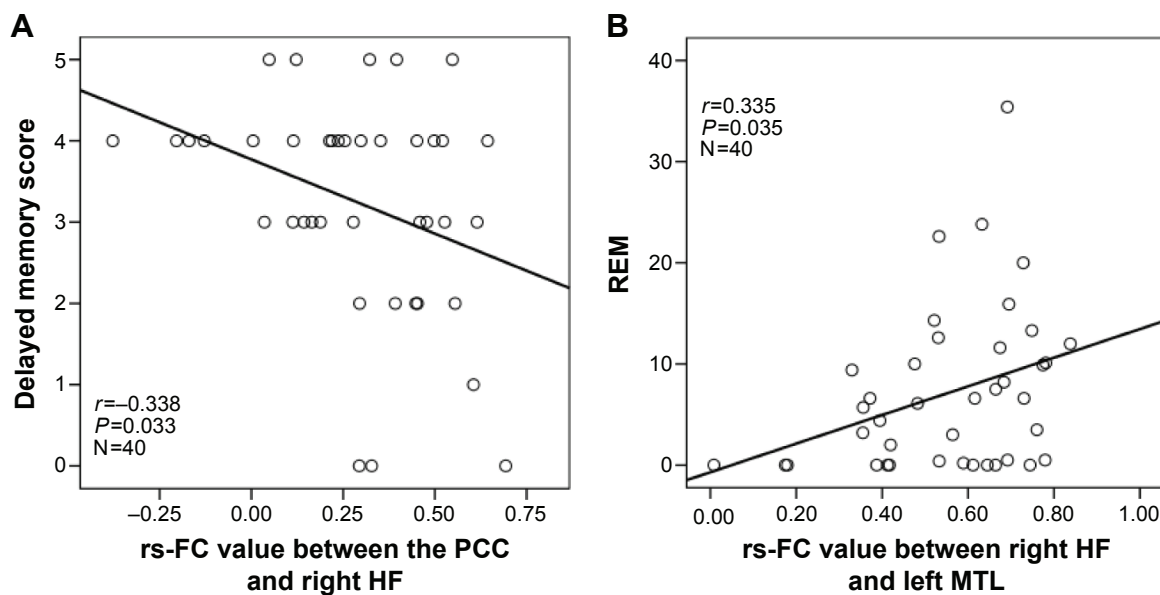 A
5
4
3
2
1
0
Delayed memory score
r=–0.338
P=0.033
N=40
–0.25 0.00 0.25 0.50 0.75
rs-FC value between the PCC
and right HF
B
40
30
20
10
0
REM
r=0.335
P=0.035
N=40
0.00 0.20 0.40 0.60 0.80 1.00
rs-FC value between right HF
and left MTL